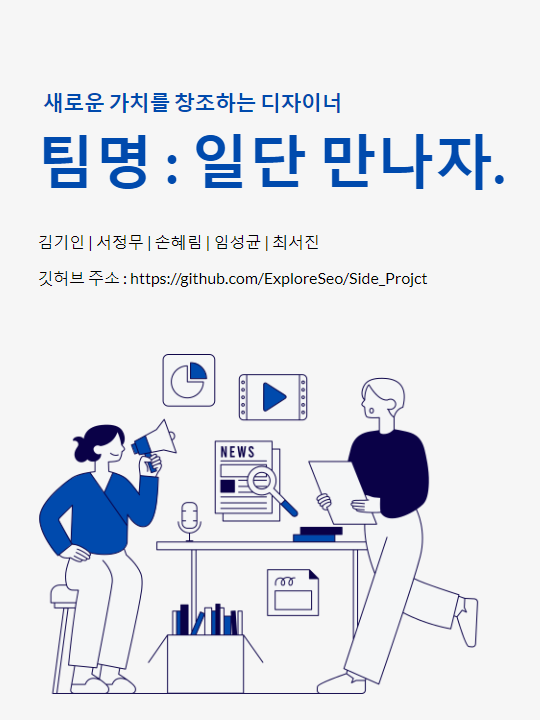 새로운 가치를 창조하는 디자이너
팀명 : 일단 만나자.
김기인 | 서정무 | 손혜림 | 임성균 | 최서진
깃허브 주소 : https://github.com/ExploreSeo/Side_Projct
NEWS